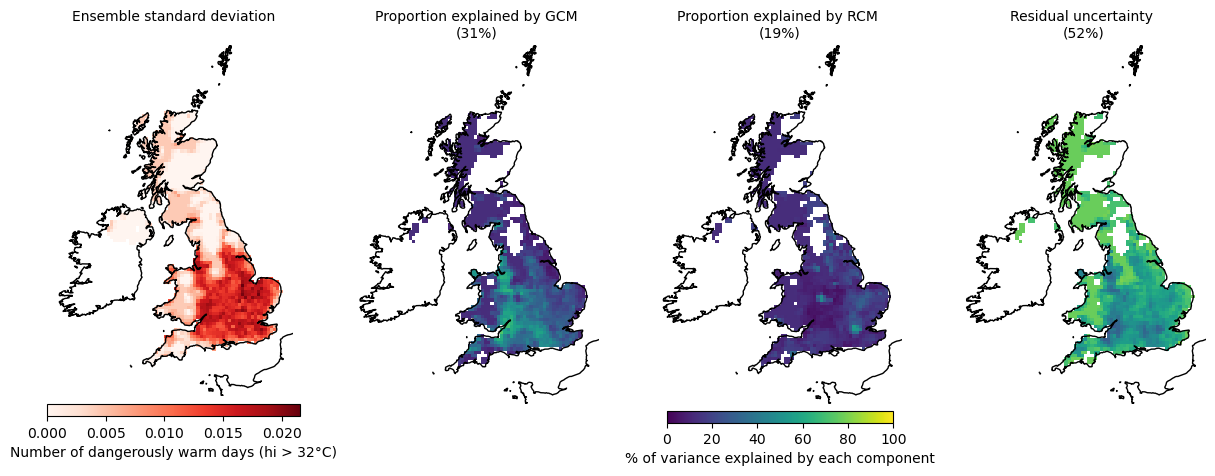 Ensemble standard deviation
Proportion explained by GCM
(31%)
Proportion explained by RCM
(19%)
Residual uncertainty
(52%)
0.000 0.005 0.010 0.015 0.020
Number of dangerously warm days (hi > 32°C)
0 20 40 60 80 100
% of variance explained by each component